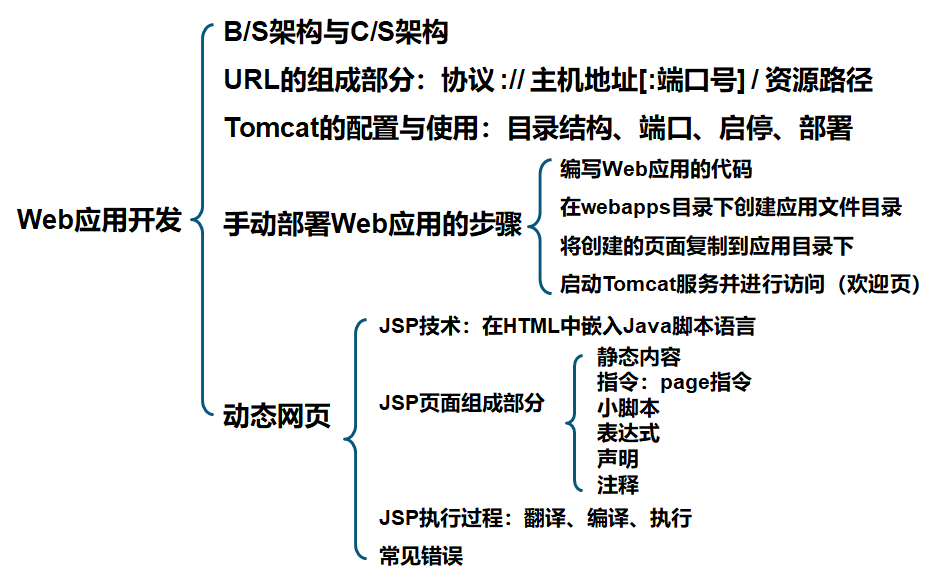 B/S架构与C/S架构
URL的组成部分：协议 :// 主机地址[:端口号] / 资源路径
Tomcat的配置与使用：目录结构、端口、启停、部署
Web应用开发
手动部署Web应用的步骤
编写Web应用的代码
在webapps目录下创建应用文件目录
将创建的页面复制到应用目录下
启动Tomcat服务并进行访问（欢迎页）
动态网页
JSP技术：在HTML中嵌入Java脚本语言
JSP页面组成部分
静态内容
指令：page指令
小脚本
表达式
声明
注释
JSP执行过程：翻译、编译、执行
常见错误